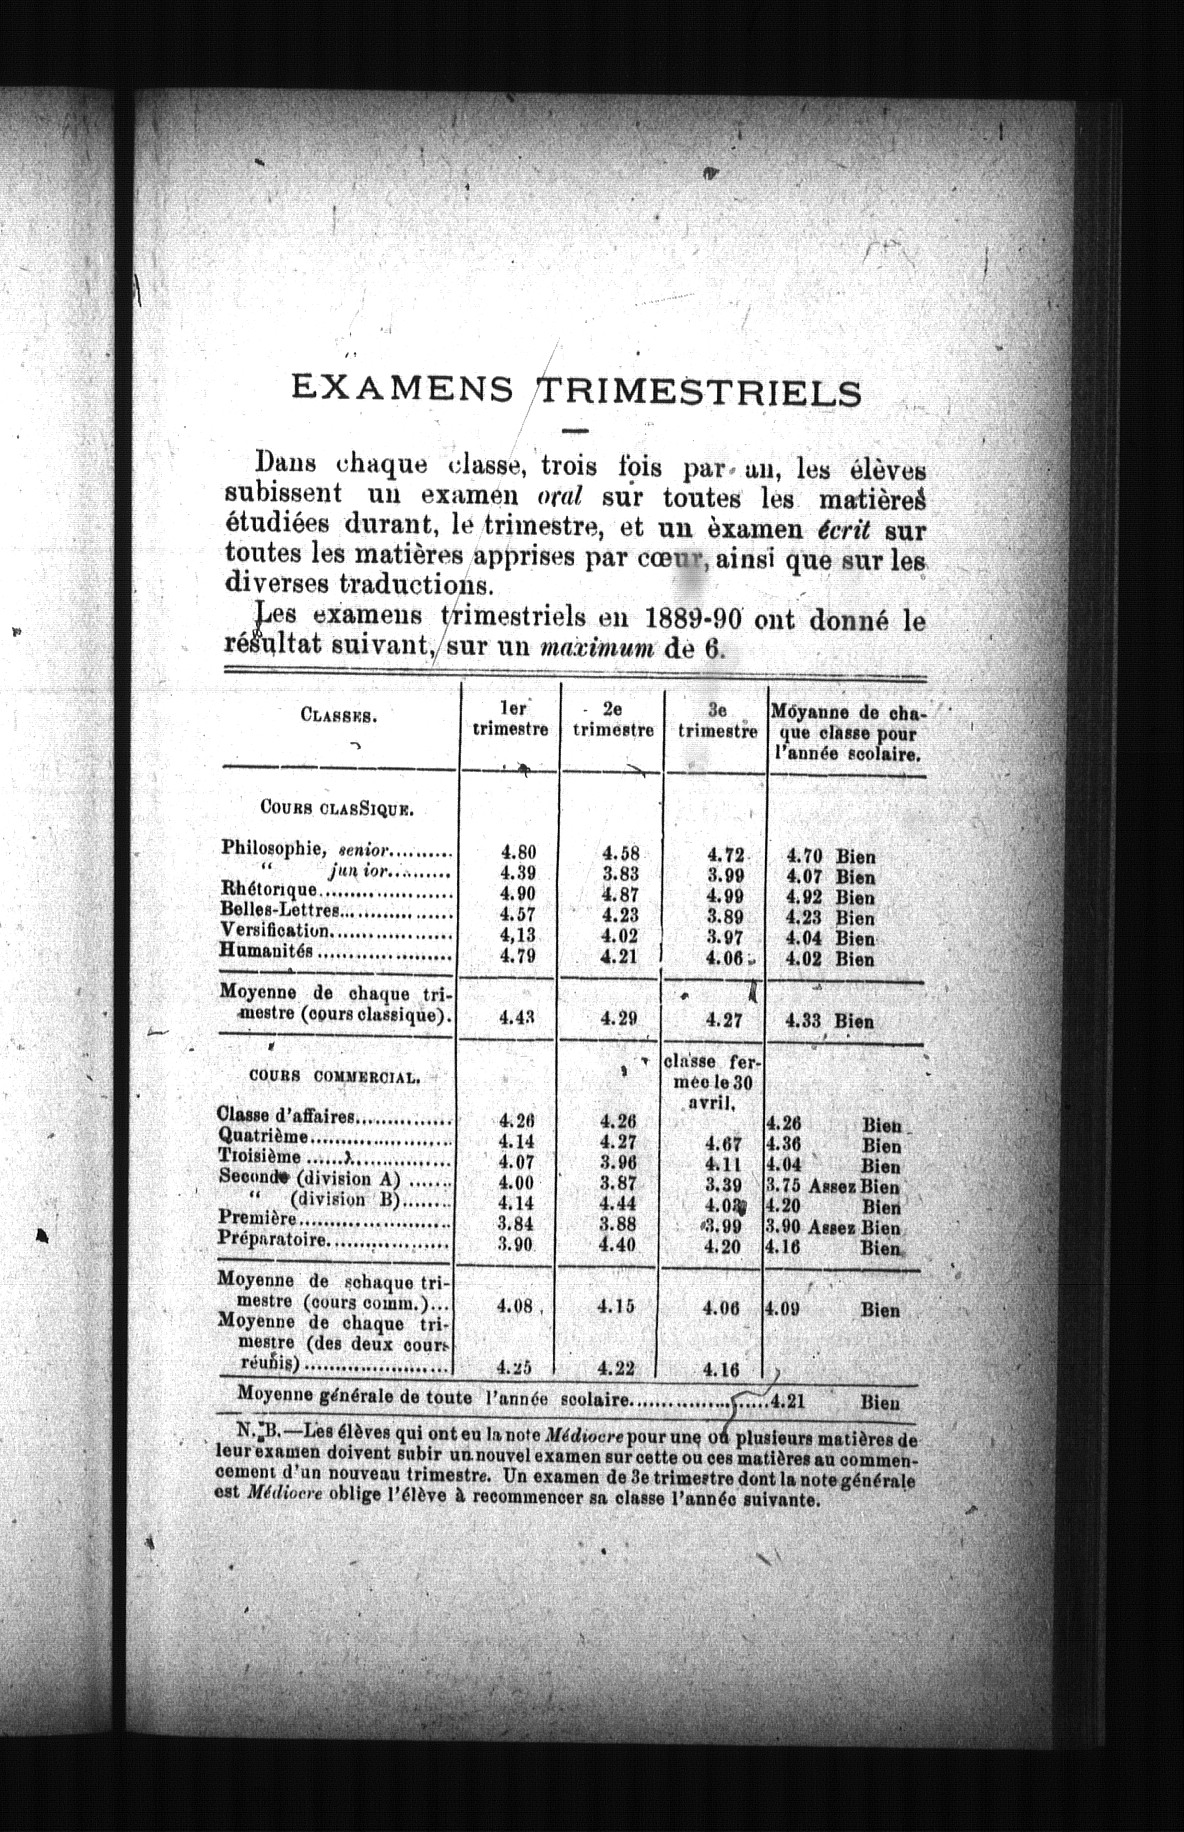 EXAMENS TRIMESTRIELS
Dans chaque classe, trois fois par an, les élèves
subissent un examen oral sur toutes les matières
étudiées durant, le trimestre, et un èxamen écrit sur
toutes les matières apprises par cœur, ainsi que sur les
diverses traductions.
Les examens trimestriels en 1889-90 ont donné le
résultat suivant, sur un maximum de 6.
CLASSES. 1er trimestre 2e trimestre 3e trimestre Moyanne de cha-
que classe pour
l'année scolaire.
COURS CLASSIQUE.
Philosophie, senior.......... 4.80 4.58 4.72 4.70 Bien
“ junior.......... 4.39 3.83 3.99 4.07 Bien
Rhétorique.................... 4.90 4.87 4.99 4.92 Bien
Belles-Lettres.................. 4.57 4.23 3.89 4.23 Bien
Versification................... 4,13 4.02 3.97 4.04 Bien
Humanités..................... 4.79 4.21 4.06 4.02 Bien
Moyenne de chaque tri-
mestre (cours classique). 4.43 4.29 4.27 4.33 Bien
classe fer-
mée le 30
avril.
COURS COMMERCIAL.
Classe d'affaires............... 4.26 4.26 4.26 Bien
Quatrième...................... 4.14 4.27 4.67 4.36 Bien
Troisième ...................... 4.07 3.96 4.11 4.04 Bien
Seconde (division A) ....... 4.00 3.87 3.39 3.75 Assez Bien
“ (division B)........ 4.14 4.44 4.03 4.20 Bien
Première........................ 3.84 3.88 3.99 3.90 Assez Bien
Préparatoire................... 3.90 4.40 4.20 4.16 Bien
Moyenne de schaque tri-
mestre (cours comm.)... 4.08 4.15 4.06 4.09 Bien
Moyenne de chaque tri-
mestre (des deux cours
réunis) ....................... 4.25 4.22 4.16
Moyenne générale de toute l'année scolaire......................4.21 Bien
N. B.—Les élèves qui ont eu la note Médiocre pour une ou plusieurs matières de
leur examen doivent subir un nouvel examen sur cette ou ces matières au commen-
cement d'un nouveau trimestre. Un examen de 3e trimestre dont la note générale
est Médiocre oblige l'élève à recommencer sa classe l'année suivante.